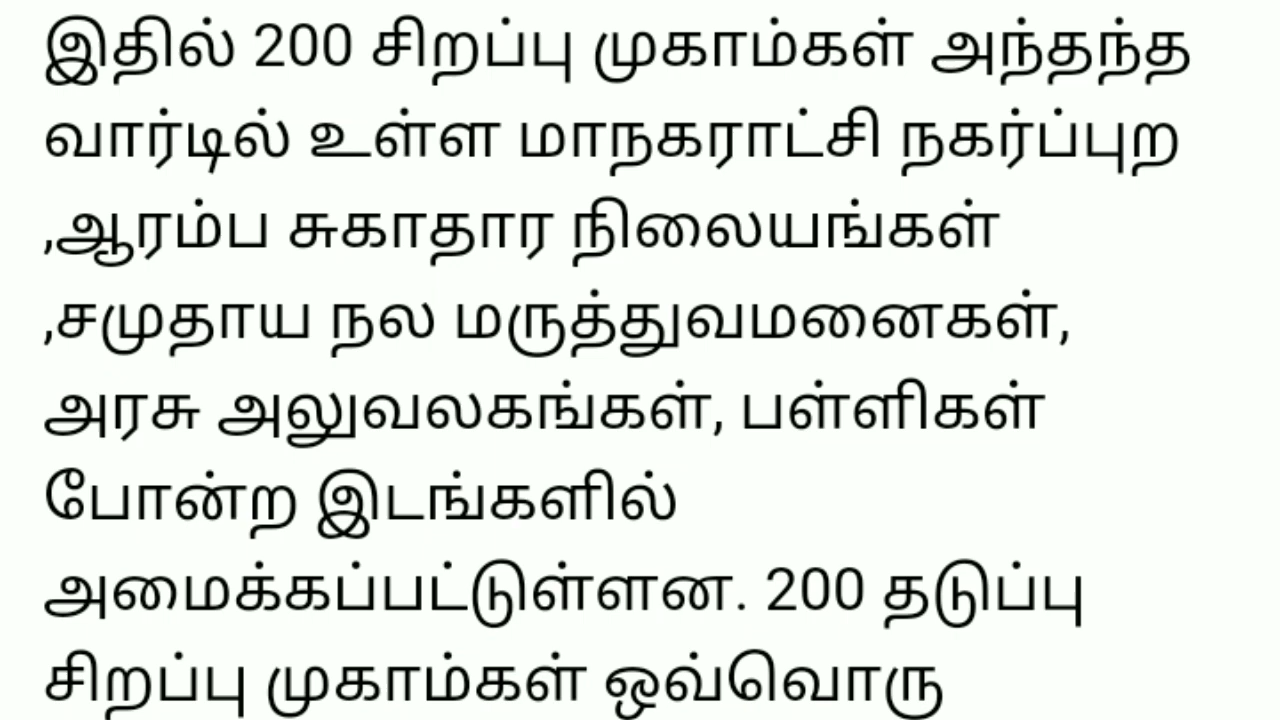 இதில் 200 சிறப்பு முகாம்கள் அந்தந்த
வார்டில் உள்ள மாநகராட்சி நகர்ப்புற
,ஆரம்ப சுகாதார நிலையங்கள்
,சமுதாய நல மருத்துவமனைகள்,
அரசு அலுவலகங்கள், பள்ளிகள்
போன்ற இடங்களில்
அமைக்கப்பட்டுள்ளன. 200 தடுப்பு
சிறப்பு முகாம்கள் ஒவ்வொரு